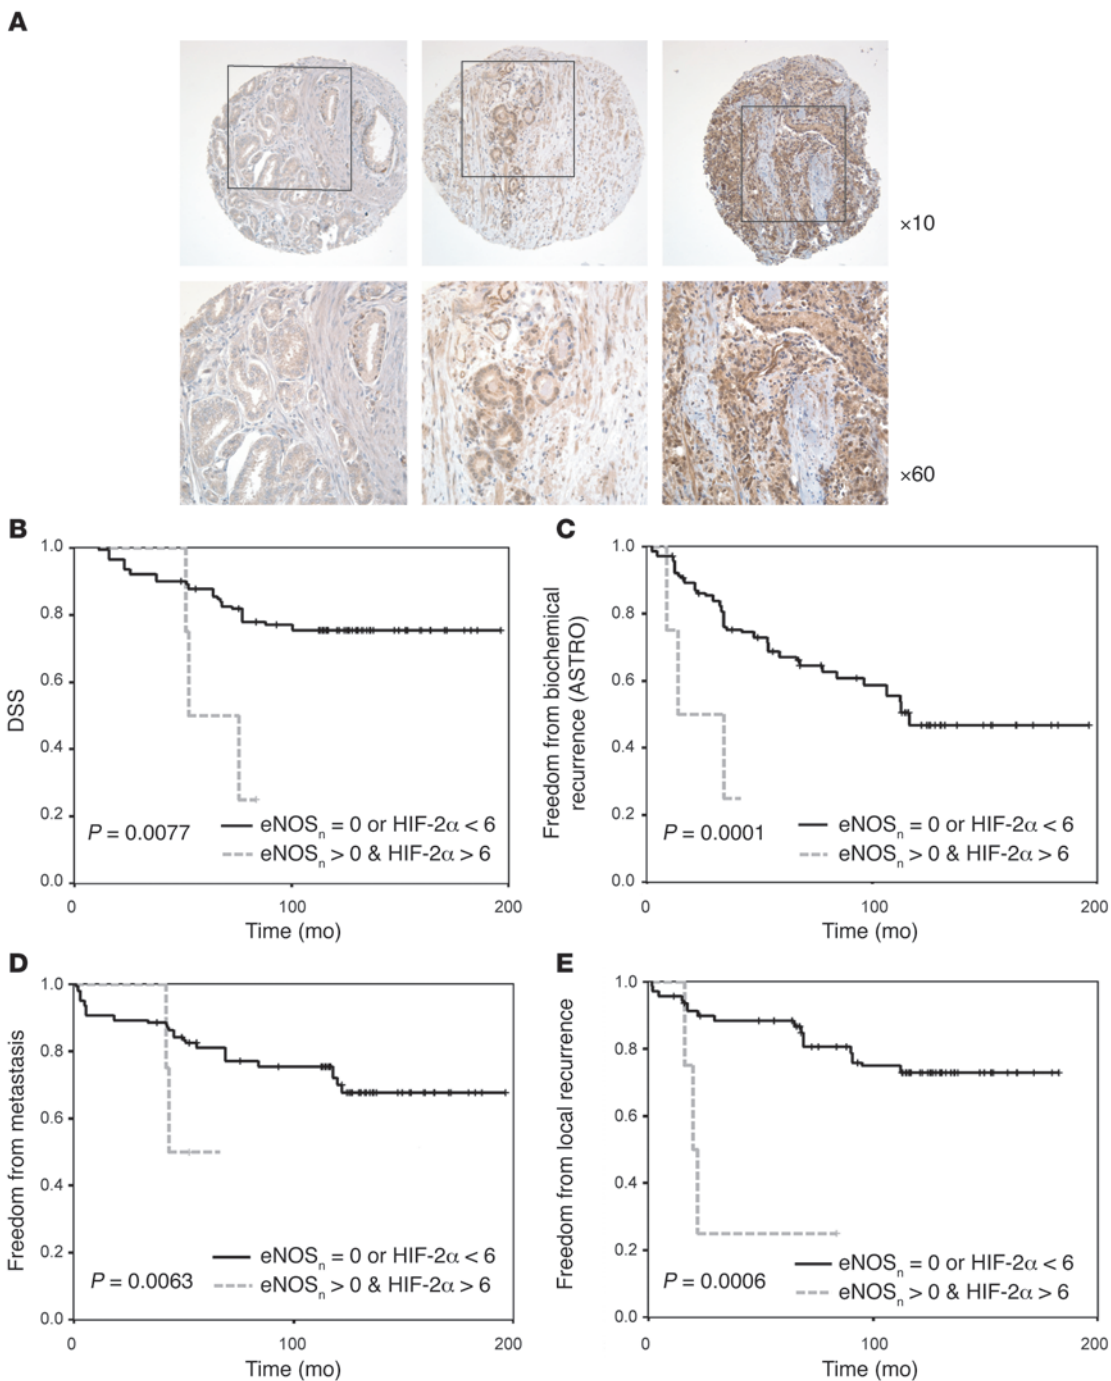 A
×10
×60
B
1.0
0.8
0.6
0.4
0.2
0.0
DSS
P = 0.0077
eNOSn = 0 or HIF-2α < 6
eNOSn > 0 & HIF-2α > 6
0
100
200
Time (mo)
C
1.0
0.8
0.6
0.4
0.2
0.0
Freedom from biochemical
recurrence (ASTRO)
P = 0.0001
eNOSn = 0 or HIF-2α < 6
eNOSn > 0 & HIF-2α > 6
0
100
200
Time (mo)
D
1.0
0.8
0.6
0.4
0.2
0.0
Freedom from metastasis
P = 0.0063
eNOSn = 0 or HIF-2α < 6
eNOSn > 0 & HIF-2α > 6
0
100
200
Time (mo)
E
1.0
0.8
0.6
0.4
0.2
0.0
Freedom from local recurrence
P = 0.0006
eNOSn = 0 or HIF-2α < 6
eNOSn > 0 & HIF-2α > 6
0
100
200
Time (mo)